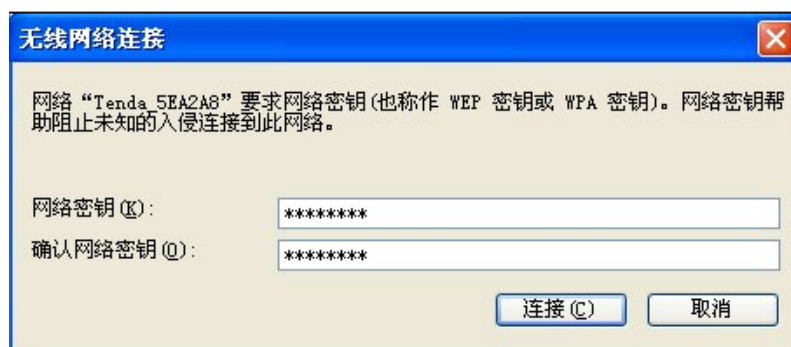 无线网络连接
网络“Tenda_5EA2A8”要求网络密钥(也称作 WEP 密钥或 WPA 密钥)。网络密钥帮
助阻止未知的入侵连接到此网络。
网络密钥(K): ********
确认网络密钥(O): ********
连接(C) 取消